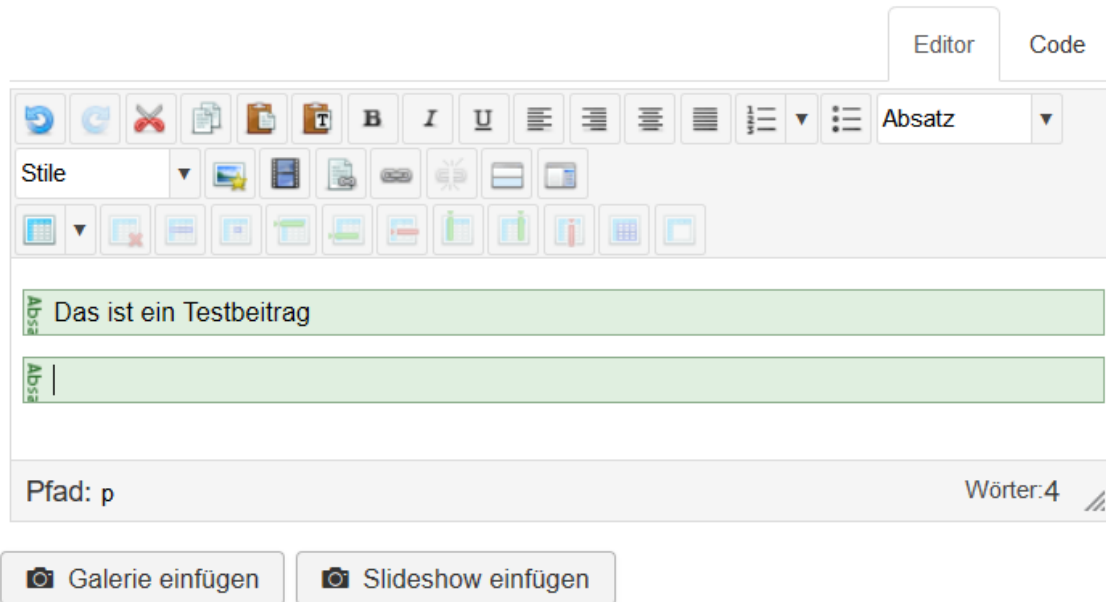 Editor Code
B I U Absatz
Stile
Absa Das ist ein Testbeitrag
Absa
Pfad: p Wörter:4
Galerie einfügen Slideshow einfügen